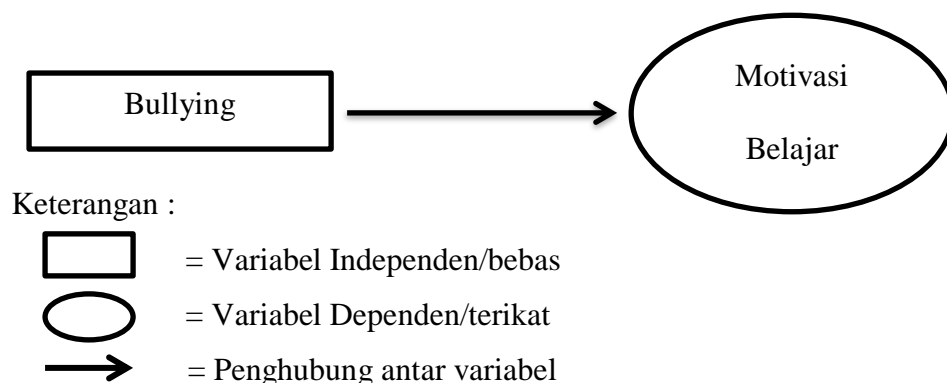 Bullying
Motivasi
Belajar
Keterangan :
= Variabel Independen/bebas
= Variabel Dependen/terikat
= Penghubung antar variabel